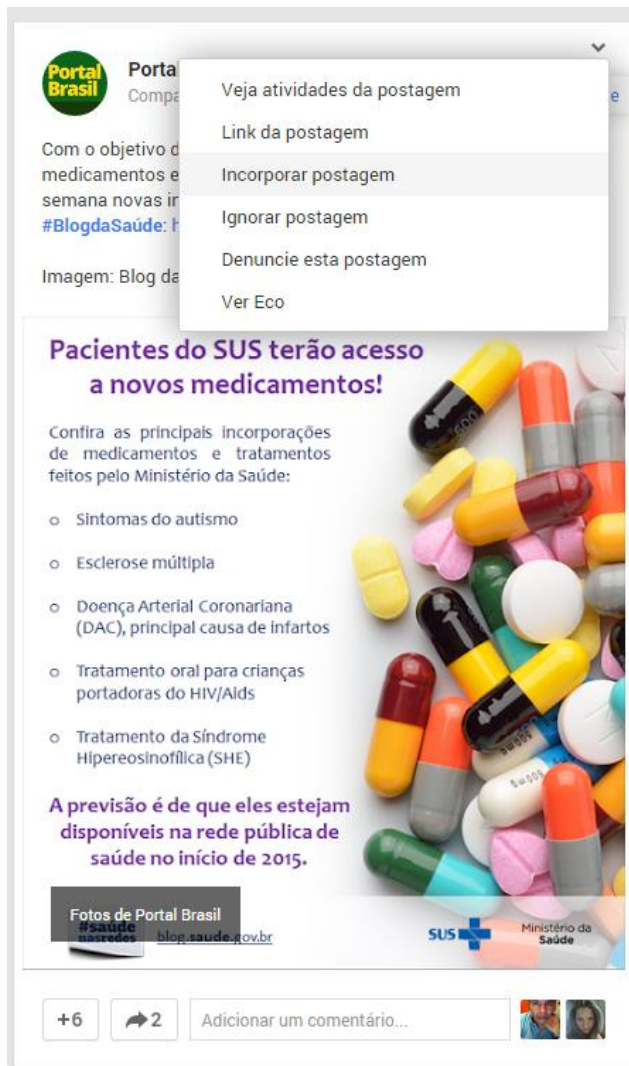 Portal
Brasil
Porta
Compa
e
Veja atividades da postagem
Link da postagem
Incorporar postagem
Ignorar postagem
Denuncie esta postagem
Ver Eco
Com o objetivo d
medicamentos e
semana novas in
#BlogdaSaúde: h
Imagem: Blog da
Pacientes do SUS terão acesso
a novos medicamentos!
Confira as principais incorporações
de medicamentos e tratamentos
feitos pelo Ministério da Saúde:
o Sintomas do autismo
o Esclerose múltipla
o Doença Arterial Coronariana
(DAC), principal causa de infartos
o Tratamento oral para crianças
portadoras do HIV/Aids
o Tratamento da Síndrome
Hipereosinofílica (SHE)
A previsão é de que eles estejam
disponíveis na rede pública de
saúde no início de 2015.
Fotos de Portal Brasil
#saúde
nasredes
blog.saude.gov.br
SUS
Ministério da
Saúde
+6
2
Adicionar um comentário...